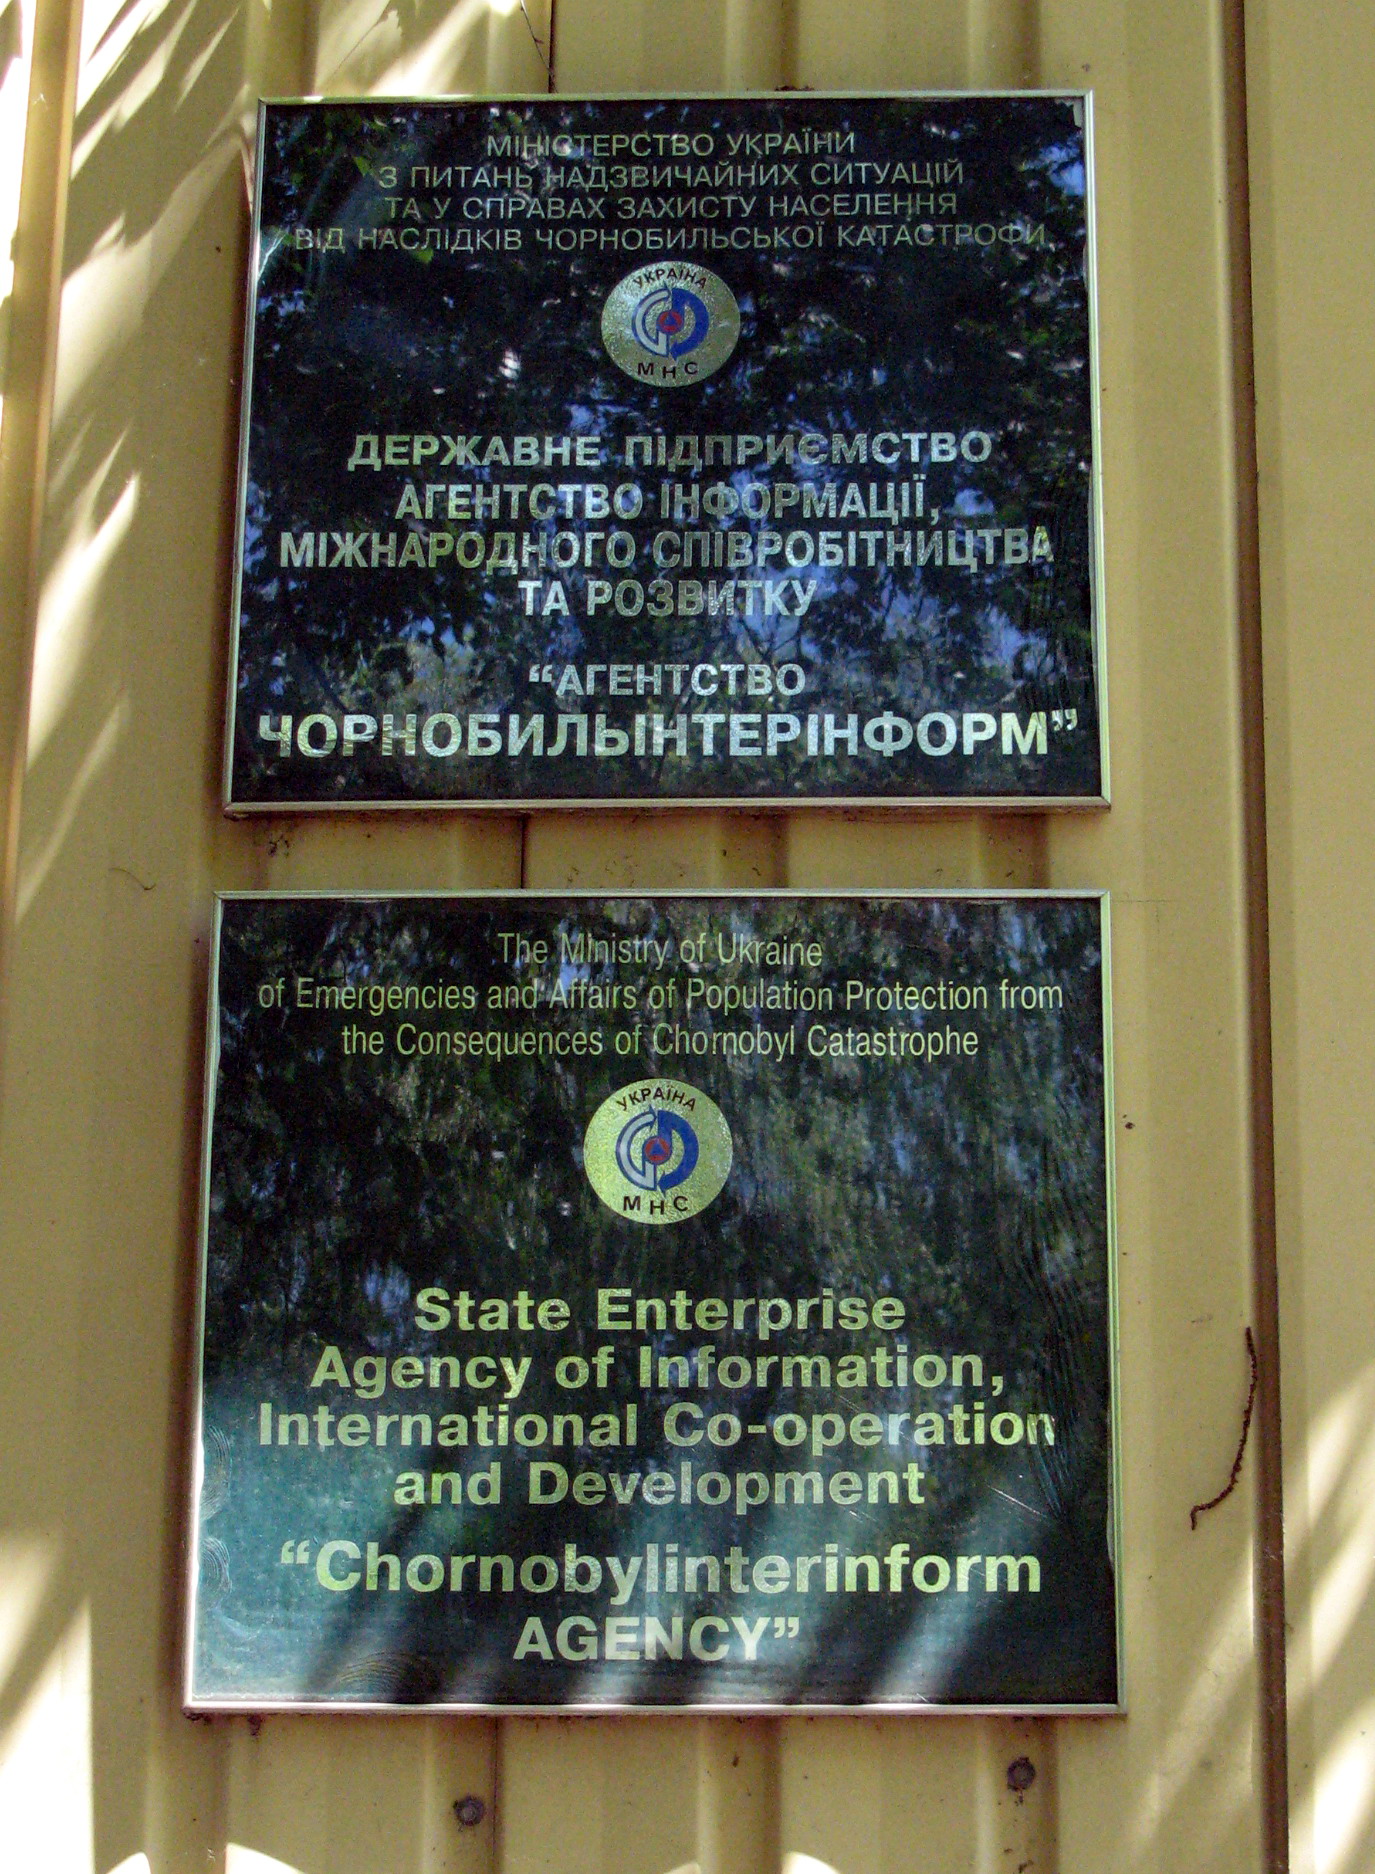 МІНІСТЕРСТВО УКРАЇНИ
З ПИТАНЬ НАДЗВИЧАЙНИХ СИТУАЦІЙ
ТА У СПРАВАХ ЗАХИСТУ НАСЕЛЕННЯ
ВІД НАСЛІДКІВ ЧОРНОБИЛЬСЬКОЇ КАТАСТРОФИ
УКРАЇНА
МНС
ДЕРЖАВНЕ ПІДПРИЄМСТВО
АГЕНТСТВО ІНФОРМАЦІЇ,
МІЖНАРОДНОГО СПІВРОБІТНИЦТВА
ТА РОЗВИТКУ
“АГЕНТСТВО
ЧОРНОБИЛЬІНТЕРІНФОРМ”
The Ministry of Ukraine
of Emergencies and Affairs of Population Protection from
the Consequences of Chornobyl Catastrophe
УКРАЇНА
МНС
State Enterprise
Agency of Information,
International Co-operation
and Development
“Chornobylinterinform
AGENCY”